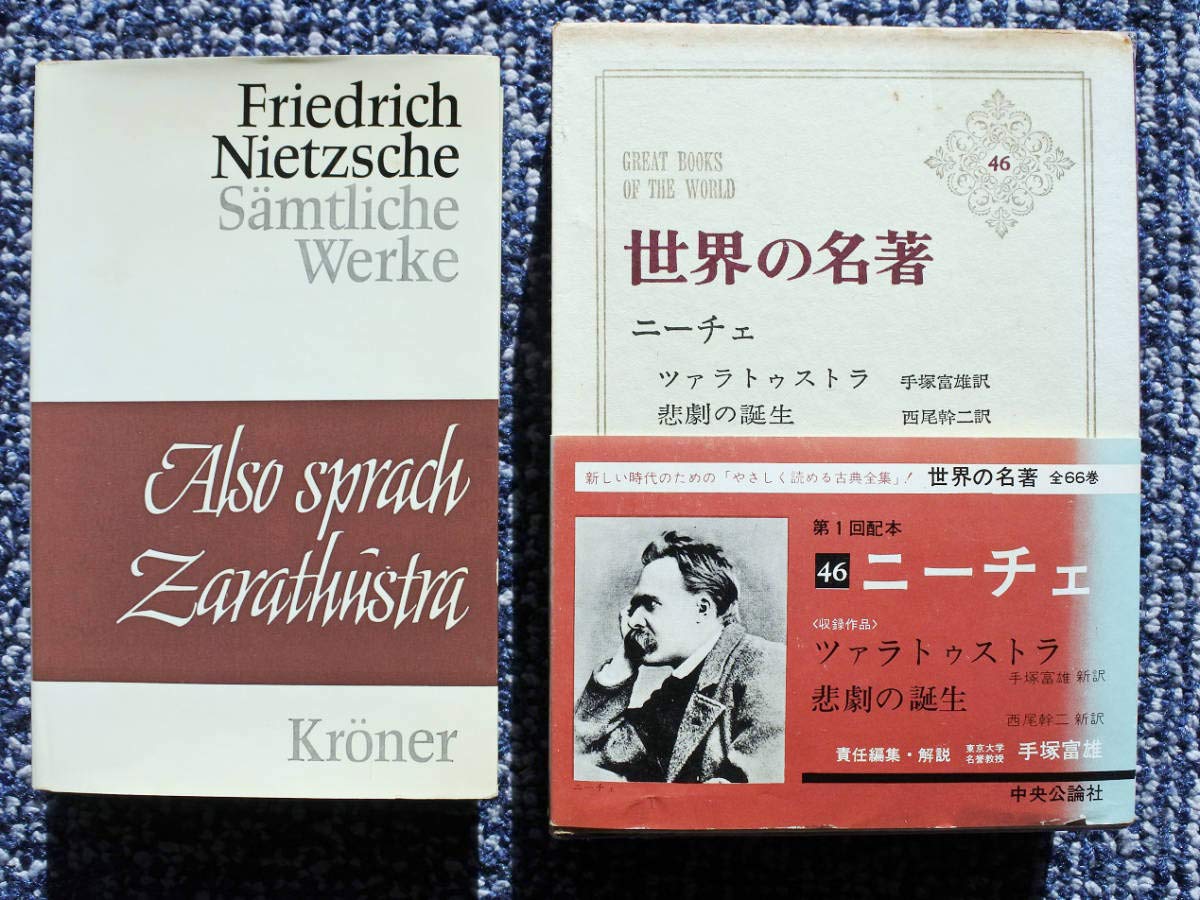 Friedrich
Nietzsche
Sämtliche
Werke
Also sprach
Zarathustra
Kröner
GREAT BOOKS
OF THE WORLD
46
世界の名著
ニーチェ
ツァラトゥストラ 手塚富雄訳
悲劇の誕生 西尾幹二訳
新しい時代のための「やさしく読める古典全集」! 世界の名著 全66巻
第1回配本
46 ニーチェ
〈収録作品〉
ツァラトゥストラ
手塚富雄 新訳
悲劇の誕生
西尾幹二 新訳
責任編集・解説 東京大学名誉教授 手塚富雄
中央公論社
ニーチェ